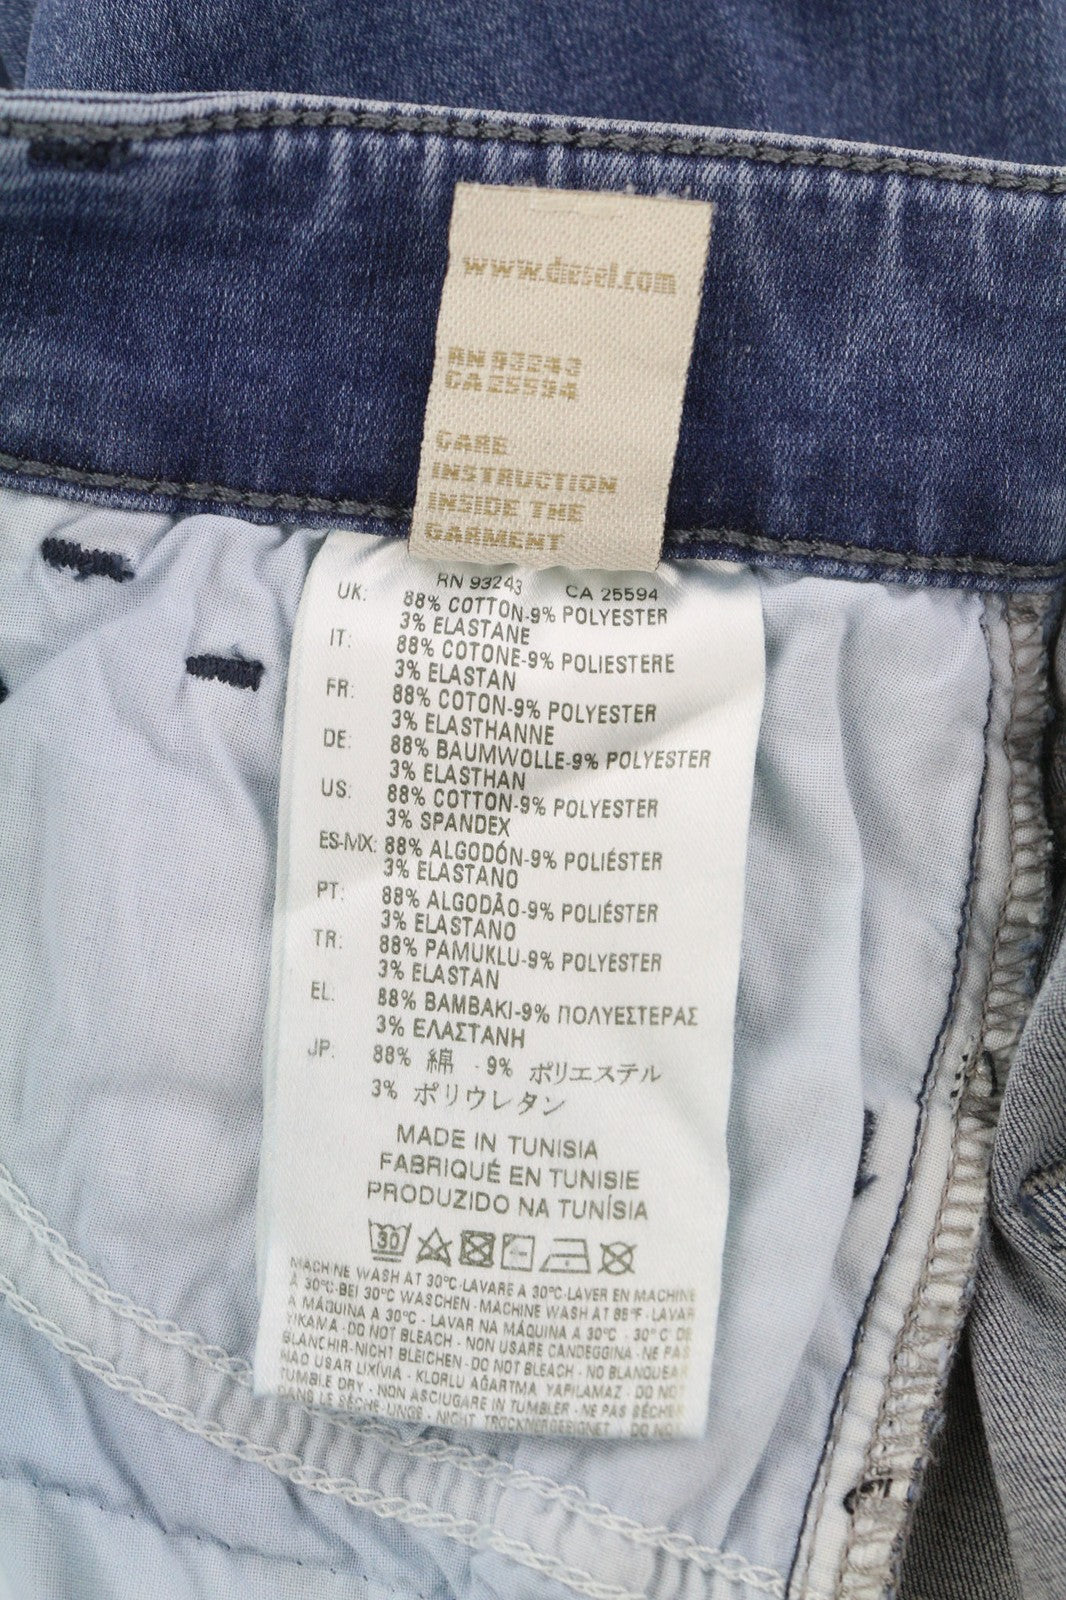 www.diesel.com
RN 93243
CA 25594
CARE
INSTRUCTION
INSIDE THE
GARMENT
RN 93243 CA 25594
UK: 88% COTTON-9% POLYESTER
3% ELASTANE
IT: 88% COTONE-9% POLIESTERE
3% ELASTAN
FR: 88% COTON-9% POLYESTER
3% ELASTHANNE
DE: 88% BAUMWOLLE-9% POLYESTER
3% ELASTHAN
US: 88% COTTON-9% POLYESTER
3% SPANDEX
ES-MX: 88% ALGODÓN-9% POLIÉSTER
3% ELASTANO
PT: 88% ALGODÃO-9% POLIÉSTER
3% ELASTANO
TR: 88% PAMUKLU-9% POLYESTER
3% ELASTAN
EL: 88% BAMBAKI-9% ΠΟΛΥΕΣΤΕΡΑΣ
3% ΕΛΑΣΤΑΝΗ
JP: 88% 綿 - 9% ポリエステル
3% ポリウレタン
MADE IN TUNISIA
FABRIQUÉ EN TUNISIE
PRODUZIDO NA TUNÍSIA
30
MACHINE WASH AT 30°C-LAVARE A 30°C-LAVER EN MACHINE
À 30°C-BEI 30°C WASCHEN - MACHINE WASH AT 86°F - LAVAR
A MÁQUINA A 30°C - LAVAR NA MÁQUINA A 30°C - 30°C DE
YIKAMA - DO NOT BLEACH - NON USARE CANDEGGINA - NE PAS
BLANCHIR-NICHT BLEICHEN - DO NOT BLEACH - NO BLANQUEAR
NÃO USAR LIXÍVIA - KLORLU AĞARTMA YAPILAMAZ - DO NOT
TUMBLE DRY - NON ASCIUGARE IN TUMBLER - NE PAS SÉCHER
DANS LE SÈCHE-LINGE - NICHT TROCKNERGEEIGNET - DO